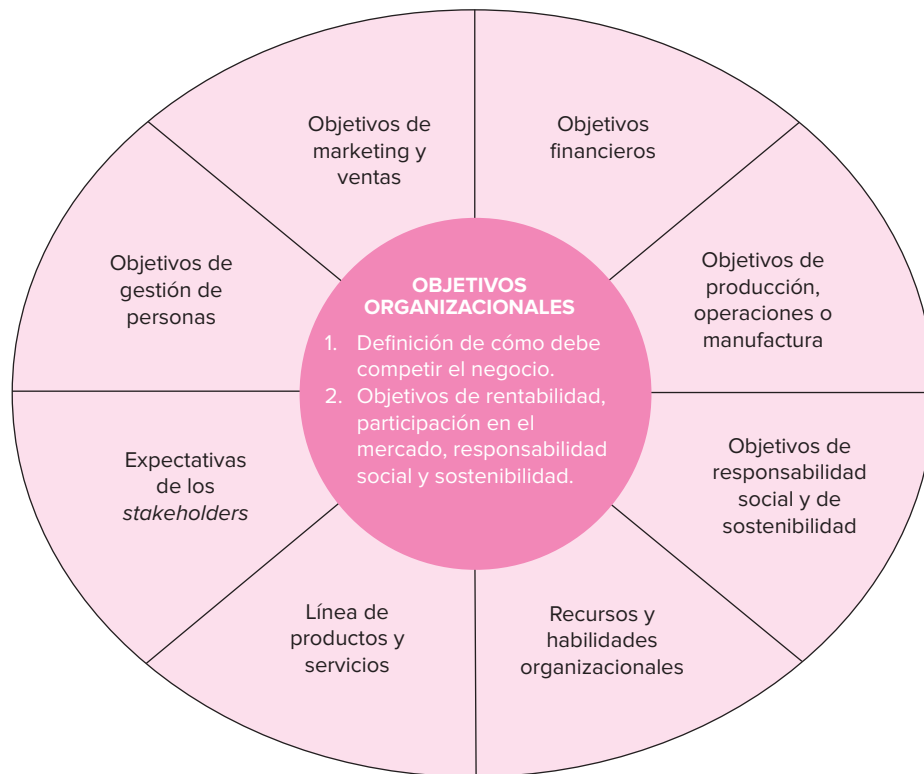 Objetivos de
marketing y
ventas
Objetivos
financieros
Objetivos de
gestión de
personas
Objetivos de
producción,
operaciones o
manufactura
OBJETIVOS
ORGANIZACIONALES
1. Definición de cómo debe
competir el negocio.
2. Objetivos de rentabilidad,
participación en el
mercado, responsabilidad
social y sostenibilidad.
Expectativas
de los
stakeholders
Objetivos de
responsabilidad
social y de
sostenibilidad
Línea de
productos y
servicios
Recursos y
habilidades
organizacionales